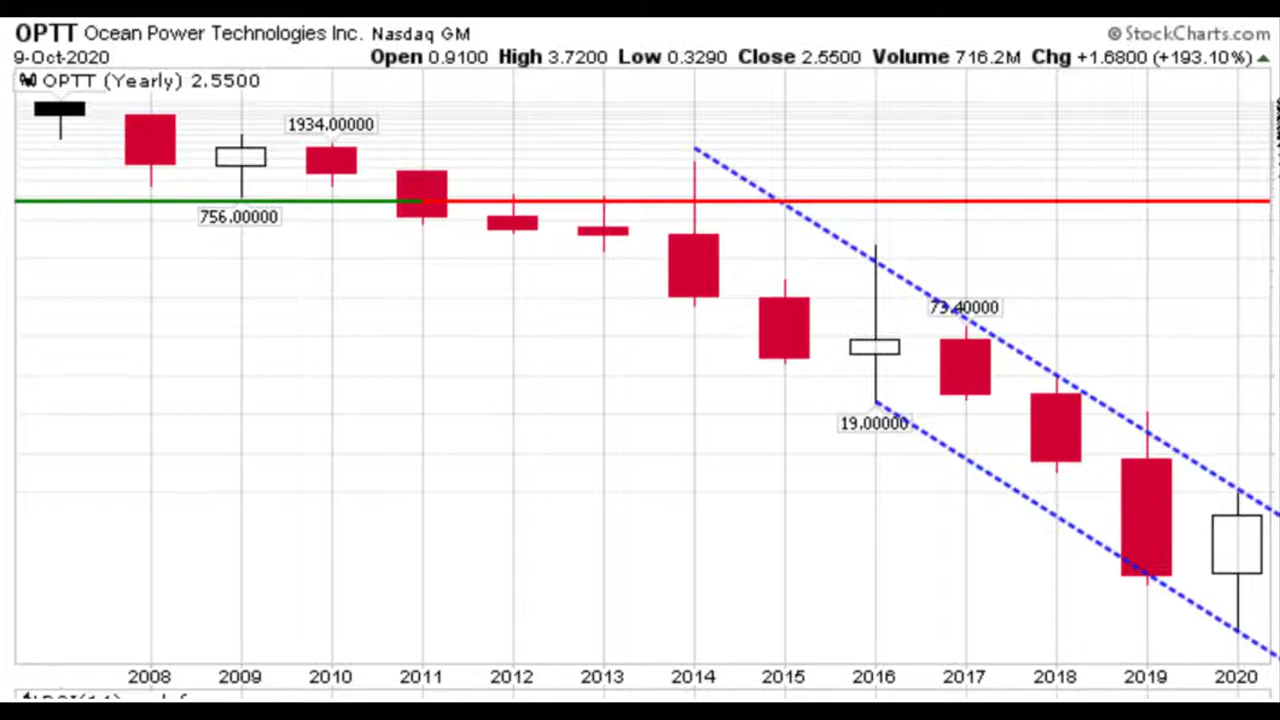 OPTT Ocean Power Technologies Inc. Nasdaq GM
© StockCharts.com
9-Oct-2020
Open 0.9100 High 3.7200 Low 0.3290 Close 2.5500 Volume 716.2M Chg +1.6800 (+193.10%)
OPTT (Yearly) 2.5500
1934.00000
756.00000
73.40000
19.00000
2008 2009 2010 2011 2012 2013 2014 2015 2016 2017 2018 2019 2020